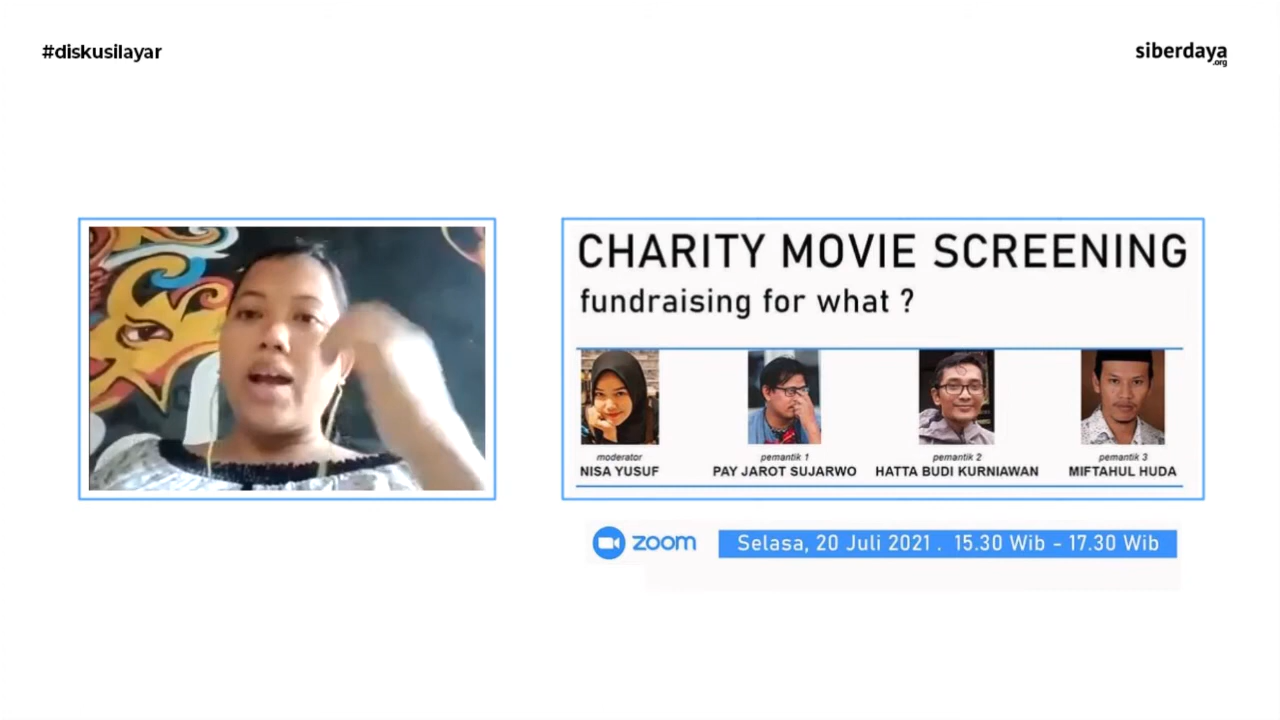 #diskusilayar
siberdaya
.org
CHARITY MOVIE SCREENING
fundraising for what ?
moderator
NISA YUSUF
pemantik 1
PAY JAROT SUJARWO
pemantik 2
HATTA BUDI KURNIAWAN
pemantik 3
MIFTAHUL HUDA
zoom
Selasa, 20 Juli 2021 . 15.30 Wib - 17.30 Wib